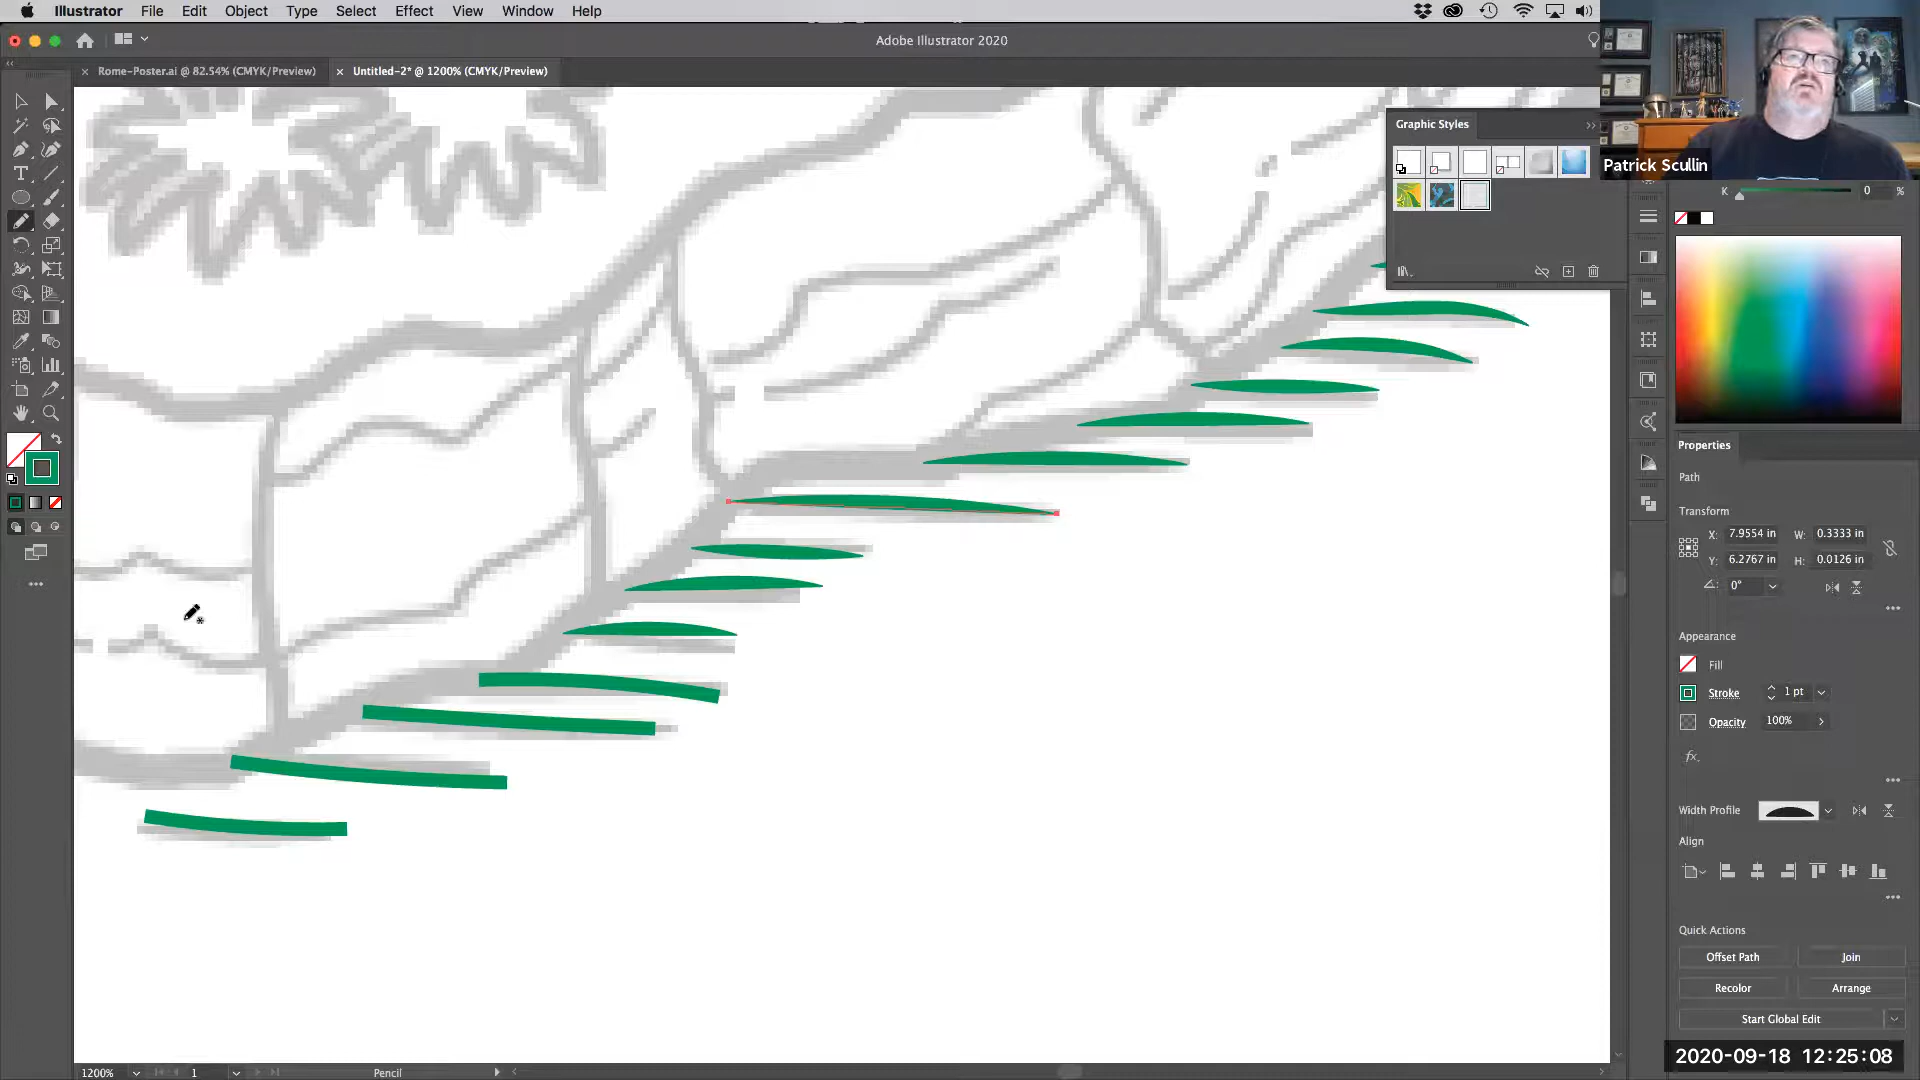 Illustrator File Edit Object Type Select Effect View Window Help
Adobe Illustrator 2020
Rome-Poster.ai @ 82.54% (CMYK/Preview)
Untitled-2* @ 1200% (CMYK/Preview)
Graphic Styles
Patrick Scullin
K 0 %
Properties
Path
Transform
X: 7.9554 in W: 0.3333 in
Y: 6.2767 in H: 0.0126 in
0°
Appearance
Fill
Stroke 1 pt
Opacity 100%
fx
Width Profile
Align
Quick Actions
Offset Path Join
Recolor Arrange
Start Global Edit
2020-09-18 12:25:08
1200% 1 Pencil